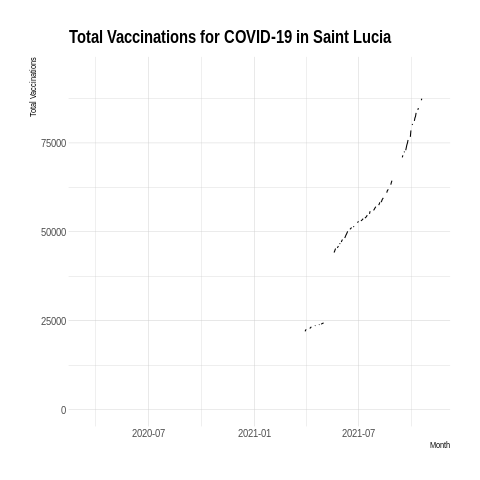 Total Vaccinations for COVID-19 in Saint Lucia
Total Vaccinations
75000
50000
25000
0
2020-07 2021-01 2021-07
Month